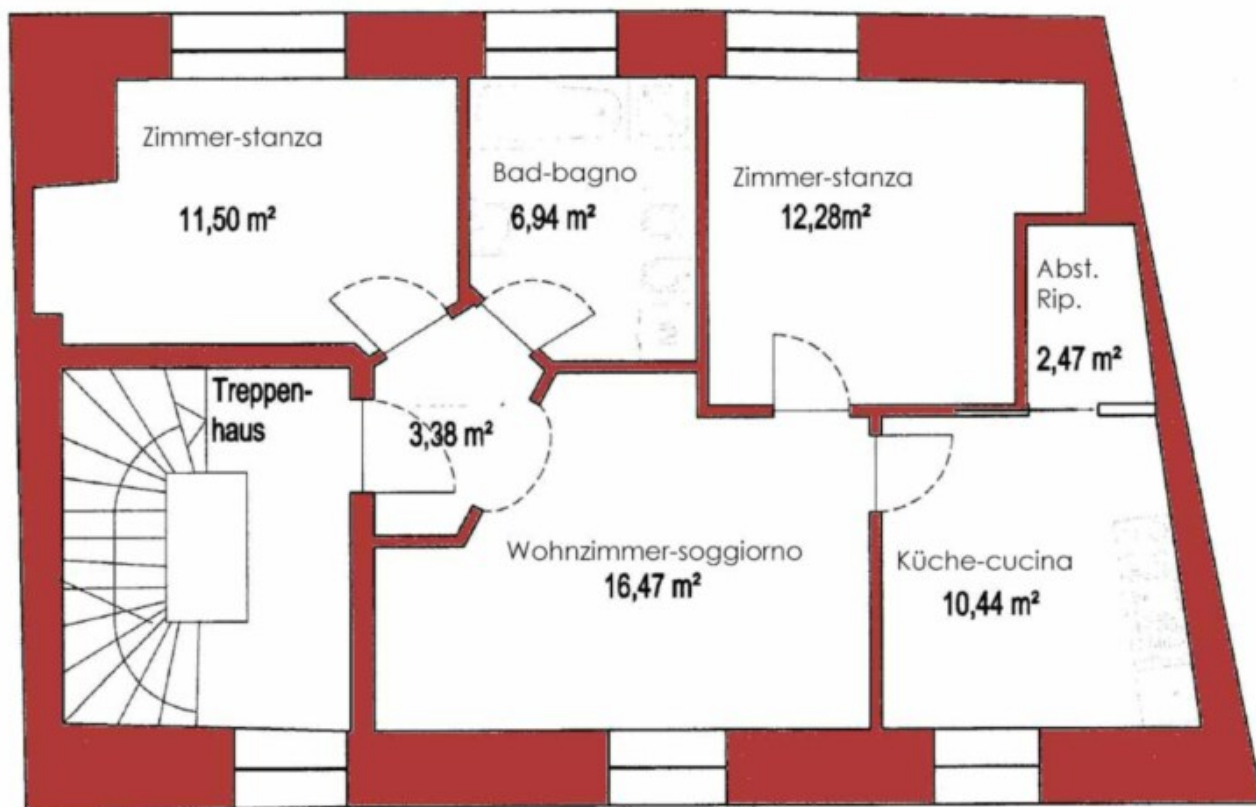 Zimmer-stanza
11,50 m²
Bad-bagno
6,94 m²
Zimmer-stanza
12,28m²
Abst.
Rip.
2,47 m²
Treppen-
haus
3,38 m²
Wohnzimmer-soggiorno
16,47 m²
Küche-cucina
10,44 m²